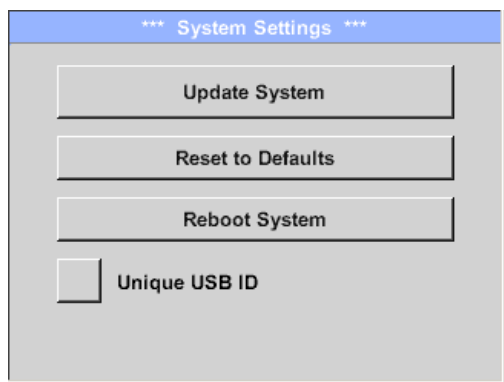 *** System Settings ***
Update System
Reset to Defaults
Reboot System
Unique USB ID